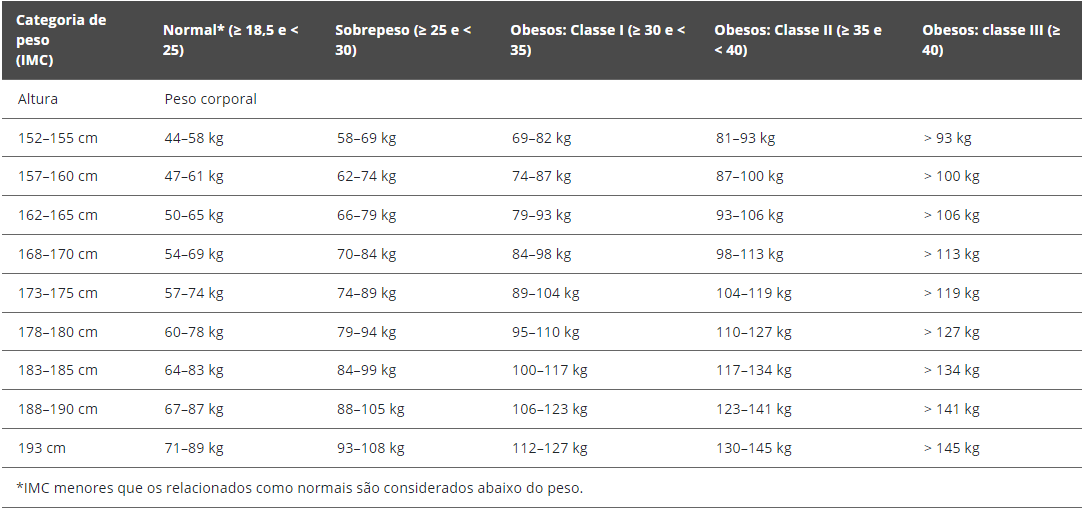 Categoria de peso (IMC) Normal* (≥ 18,5 e < 25) Sobrepeso (≥ 25 e < 30) Obesos: Classe I (≥ 30 e < 35) Obesos: Classe II (≥ 35 e < 40) Obesos: classe III (≥ 40)
Altura Peso corporal
152–155 cm 44–58 kg 58–69 kg 69–82 kg 81–93 kg > 93 kg
157–160 cm 47–61 kg 62–74 kg 74–87 kg 87–100 kg > 100 kg
162–165 cm 50–65 kg 66–79 kg 79–93 kg 93–106 kg > 106 kg
168–170 cm 54–69 kg 70–84 kg 84–98 kg 98–113 kg > 113 kg
173–175 cm 57–74 kg 74–89 kg 89–104 kg 104–119 kg > 119 kg
178–180 cm 60–78 kg 79–94 kg 95–110 kg 110–127 kg > 127 kg
183–185 cm 64–83 kg 84–99 kg 100–117 kg 117–134 kg > 134 kg
188–190 cm 67–87 kg 88–105 kg 106–123 kg 123–141 kg > 141 kg
193 cm 71–89 kg 93–108 kg 112–127 kg 130–145 kg > 145 kg
*IMC menores que os relacionados como normais são considerados abaixo do peso.